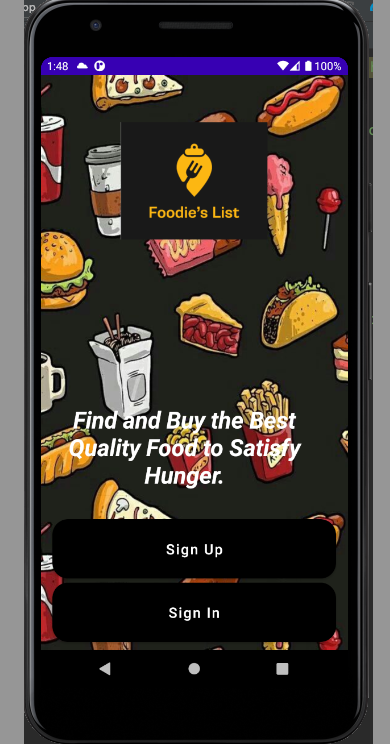 op
1:48
100%
Foodie's List
Find and Buy the Best
Quality Food to Satisfy
Hunger.
Sign Up
Sign In